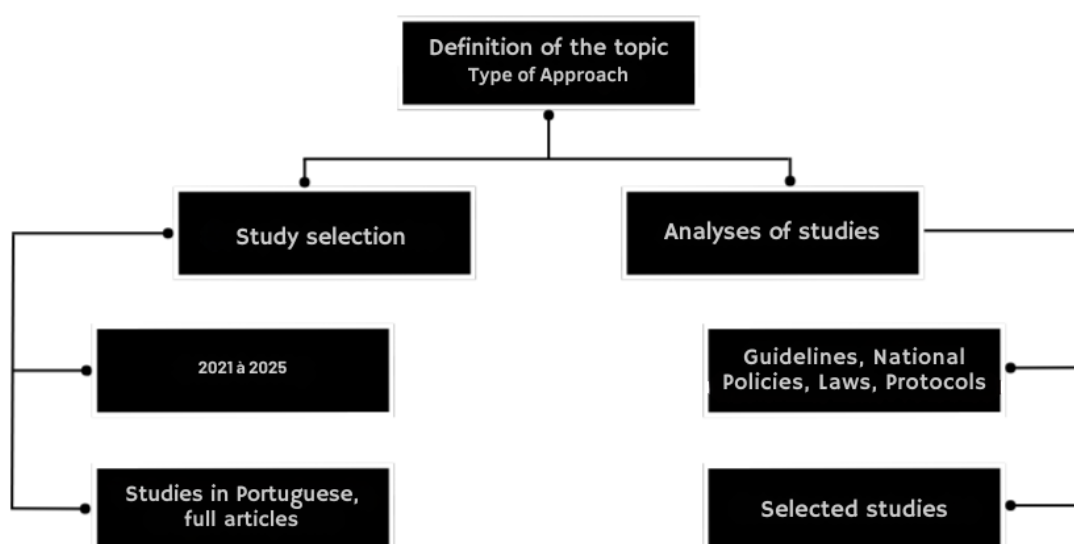 Definition of the topic
Type of Approach
Study selection
Analyses of studies
2021 à 2025
Guidelines, National
Policies, Laws, Protocols
Studies in Portuguese,
full articles
Selected studies